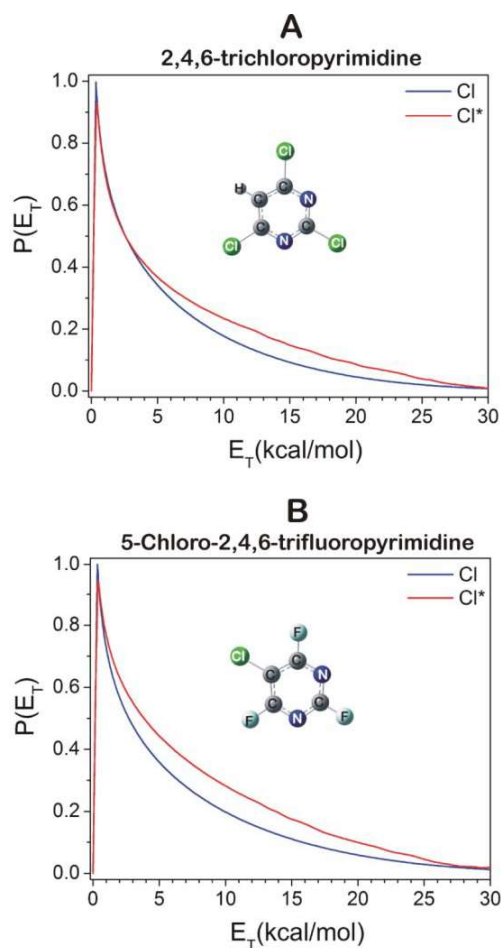 A
2,4,6-trichloropyrimidine
Cl
Cl*
1.0
0.8
0.6
0.4
0.2
0.0
P(E_T)
Cl
H
C
C
N
C
C
Cl
N
Cl
0 5 10 15 20 25 30
E_T(kcal/mol)
B
5-Chloro-2,4,6-trifluoropyrimidine
Cl
Cl*
1.0
0.8
0.6
0.4
0.2
0.0
P(E_T)
F
Cl
C
C
N
C
C
F
N
F
0 5 10 15 20 25 30
E_T(kcal/mol)